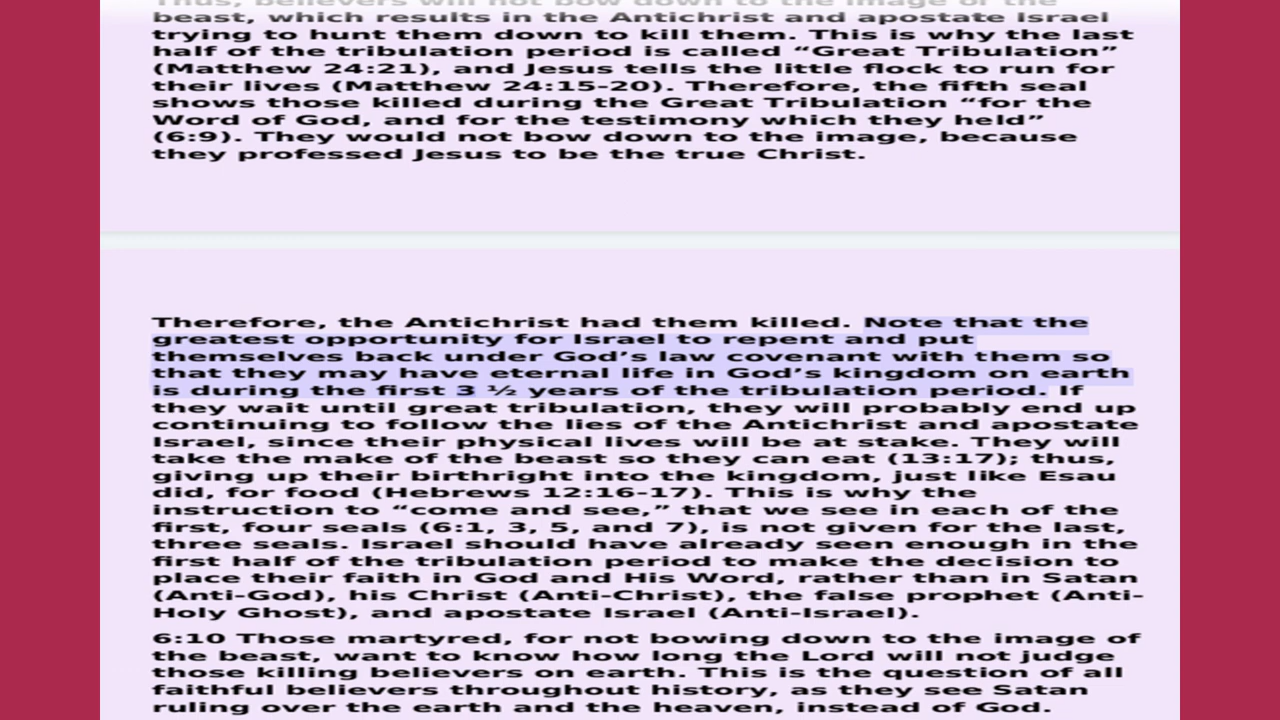 Thus, believers will not bow down to the image of the
beast, which results in the Antichrist and apostate Israel
trying to hunt them down to kill them. This is why the last
half of the tribulation period is called “Great Tribulation”
(Matthew 24:21), and Jesus tells the little flock to run for
their lives (Matthew 24:15-20). Therefore, the fifth seal
shows those killed during the Great Tribulation “for the
Word of God, and for the testimony which they held”
(6:9). They would not bow down to the image, because
they professed Jesus to be the true Christ.
Therefore, the Antichrist had them killed. Note that the
greatest opportunity for Israel to repent and put
themselves back under God’s law covenant with them so
that they may have eternal life in God’s kingdom on earth
is during the first 3 ½ years of the tribulation period. If
they wait until great tribulation, they will probably end up
continuing to follow the lies of the Antichrist and apostate
Israel, since their physical lives will be at stake. They will
take the make of the beast so they can eat (13:17); thus,
giving up their birthright into the kingdom, just like Esau
did, for food (Hebrews 12:16-17). This is why the
instruction to “come and see,” that we see in each of the
first, four seals (6:1, 3, 5, and 7), is not given for the last,
three seals. Israel should have already seen enough in the
first half of the tribulation period to make the decision to
place their faith in God and His Word, rather than in Satan
(Anti-God), his Christ (Anti-Christ), the false prophet (Anti-
Holy Ghost), and apostate Israel (Anti-Israel).
6:10 Those martyred, for not bowing down to the image of
the beast, want to know how long the Lord will not judge
those killing believers on earth. This is the question of all
faithful believers throughout history, as they see Satan
ruling over the earth and the heaven, instead of God.